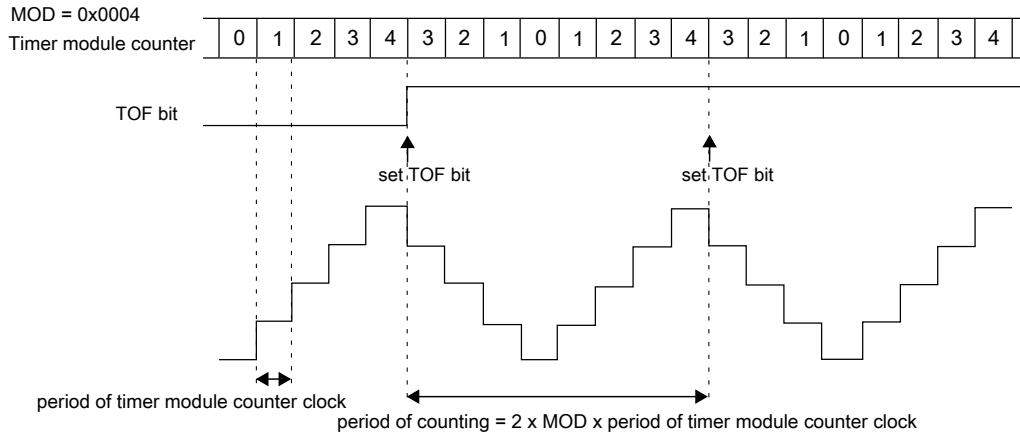 MOD = 0x0004
Timer module counter 0 1 2 3 4 3 2 1 0 1 2 3 4 3 2 1 0 1 2 3 4
TOF bit
set TOF bit set TOF bit
period of timer module counter clock
period of counting = 2 x MOD x period of timer module counter clock